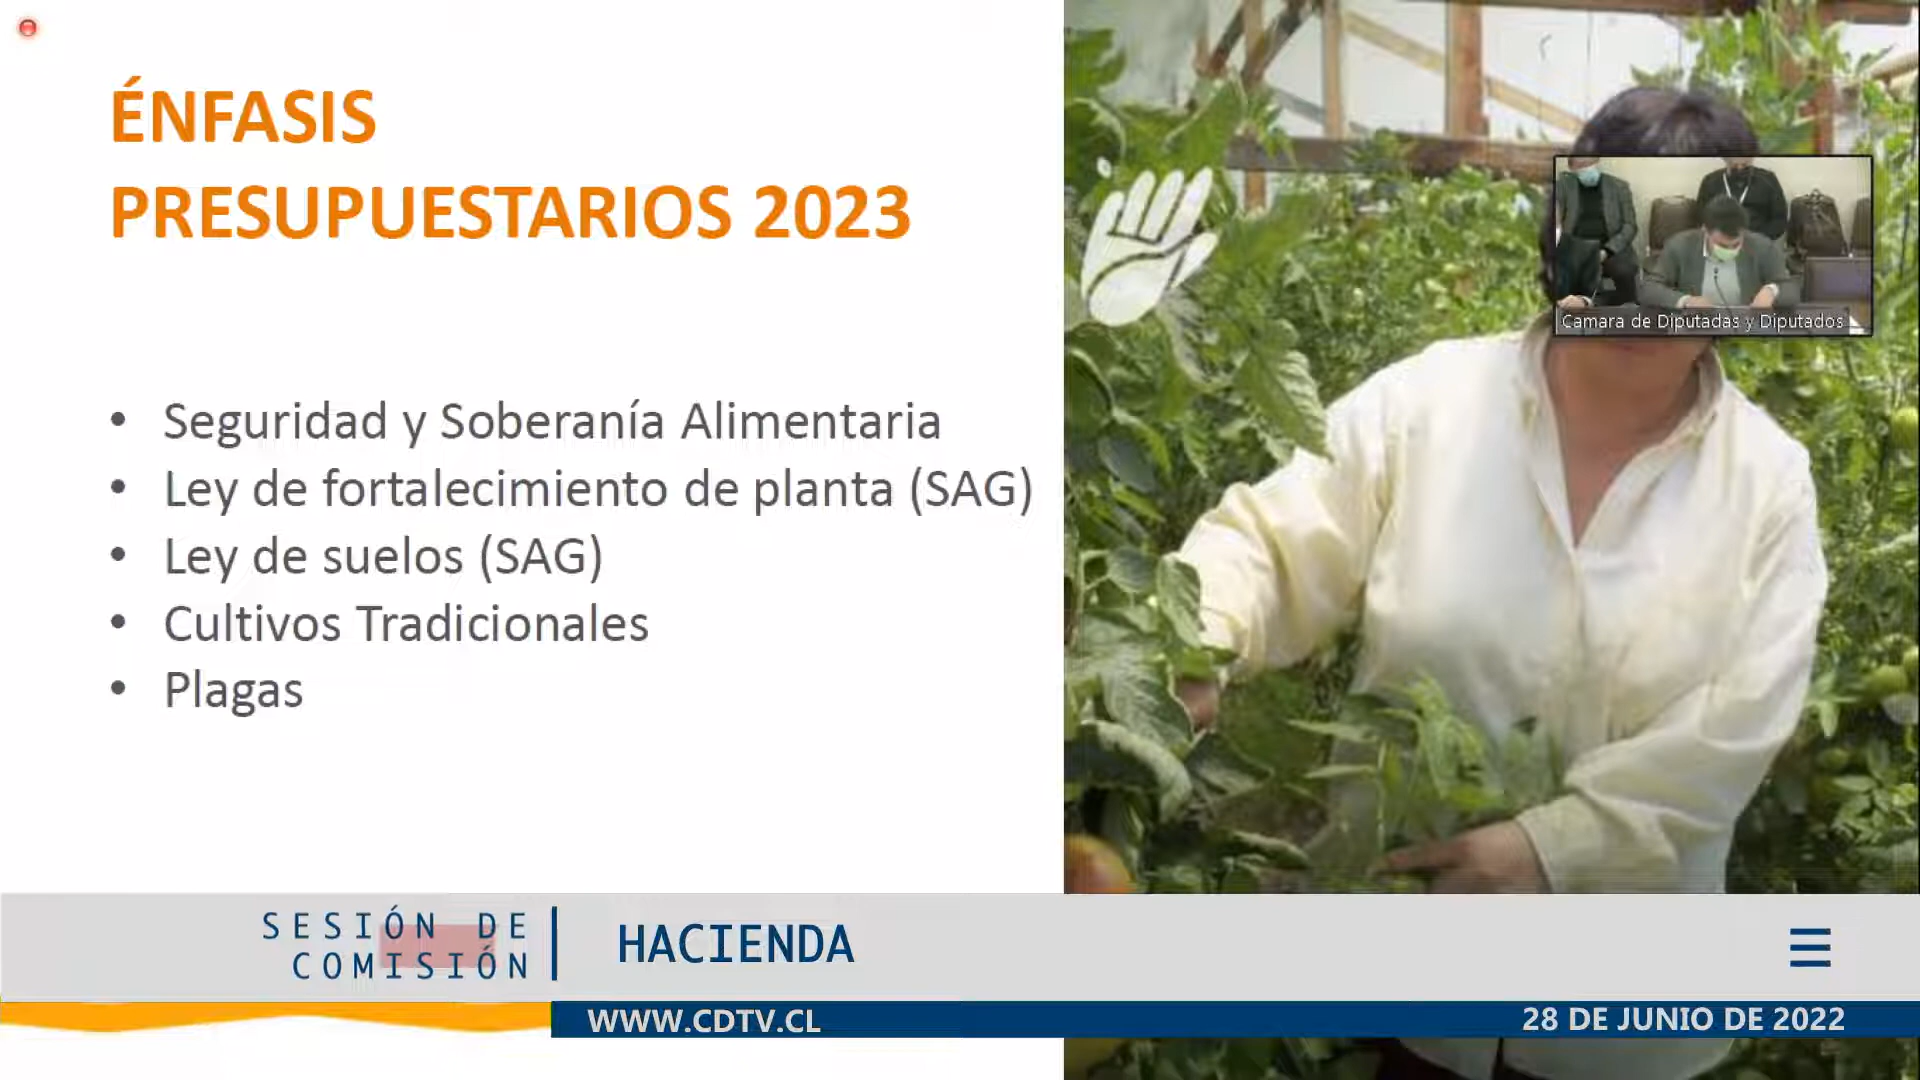 ÉNFASIS
PRESUPUESTARIOS 2023
• Seguridad y Soberanía Alimentaria
• Ley de fortalecimiento de planta (SAG)
• Ley de suelos (SAG)
• Cultivos Tradicionales
• Plagas
Camara de Diputadas y Diputados
SESIÓN DE
COMISIÓN
HACIENDA
WWW.CDTV.CL
28 DE JUNIO DE 2022